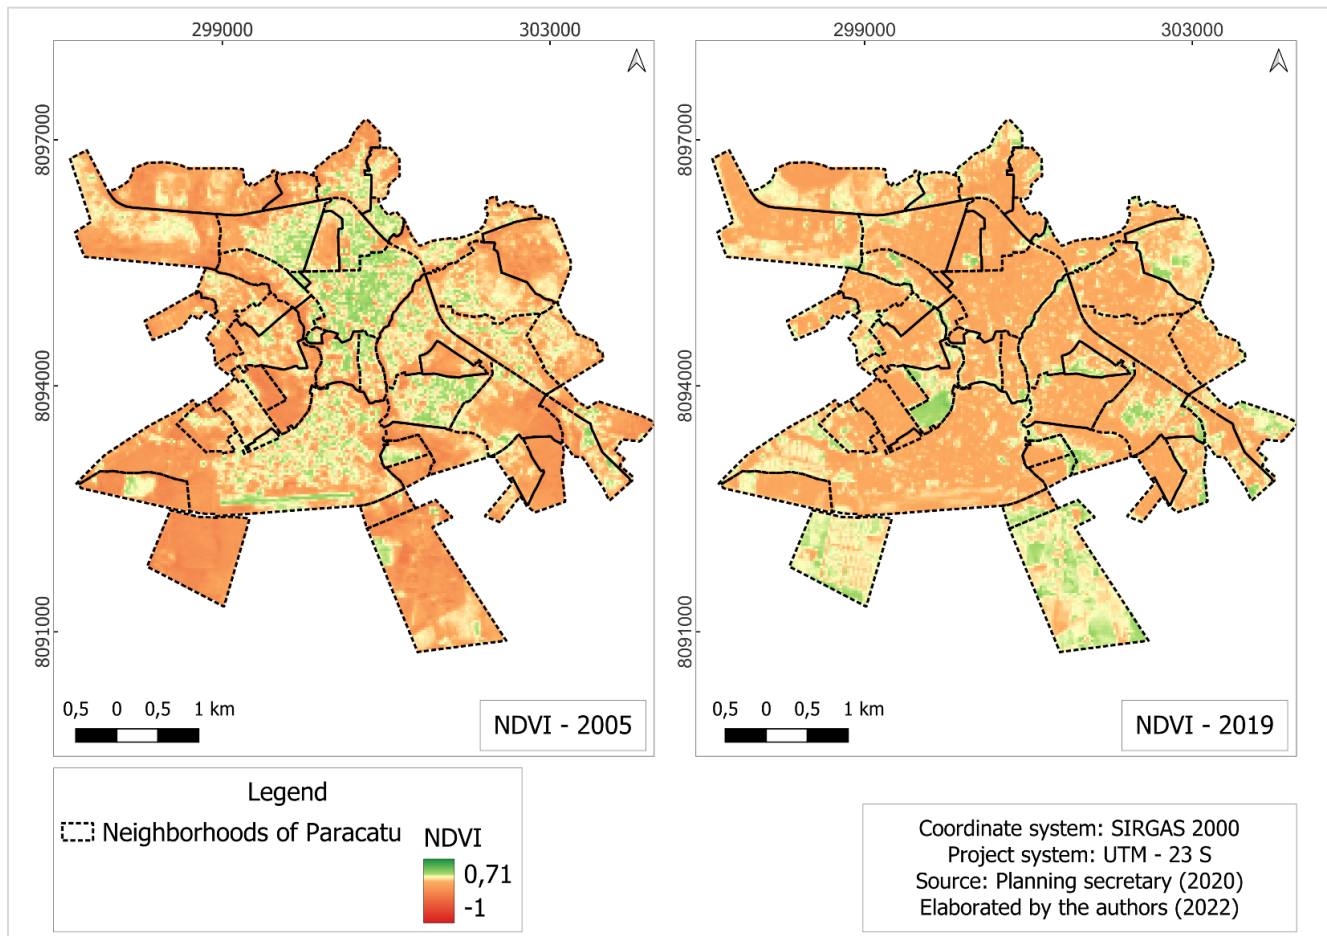 299000 303000 299000 303000
8097000 8097000
8094000 8094000
8091000 8091000
0,5 0 0,5 1 km
NDVI - 2005
0,5 0 0,5 1 km
NDVI - 2019
Legend
Neighborhoods of Paracatu
NDVI
0,71
-1
Coordinate system: SIRGAS 2000
Project system: UTM - 23 S
Source: Planning secretary (2020)
Elaborated by the authors (2022)